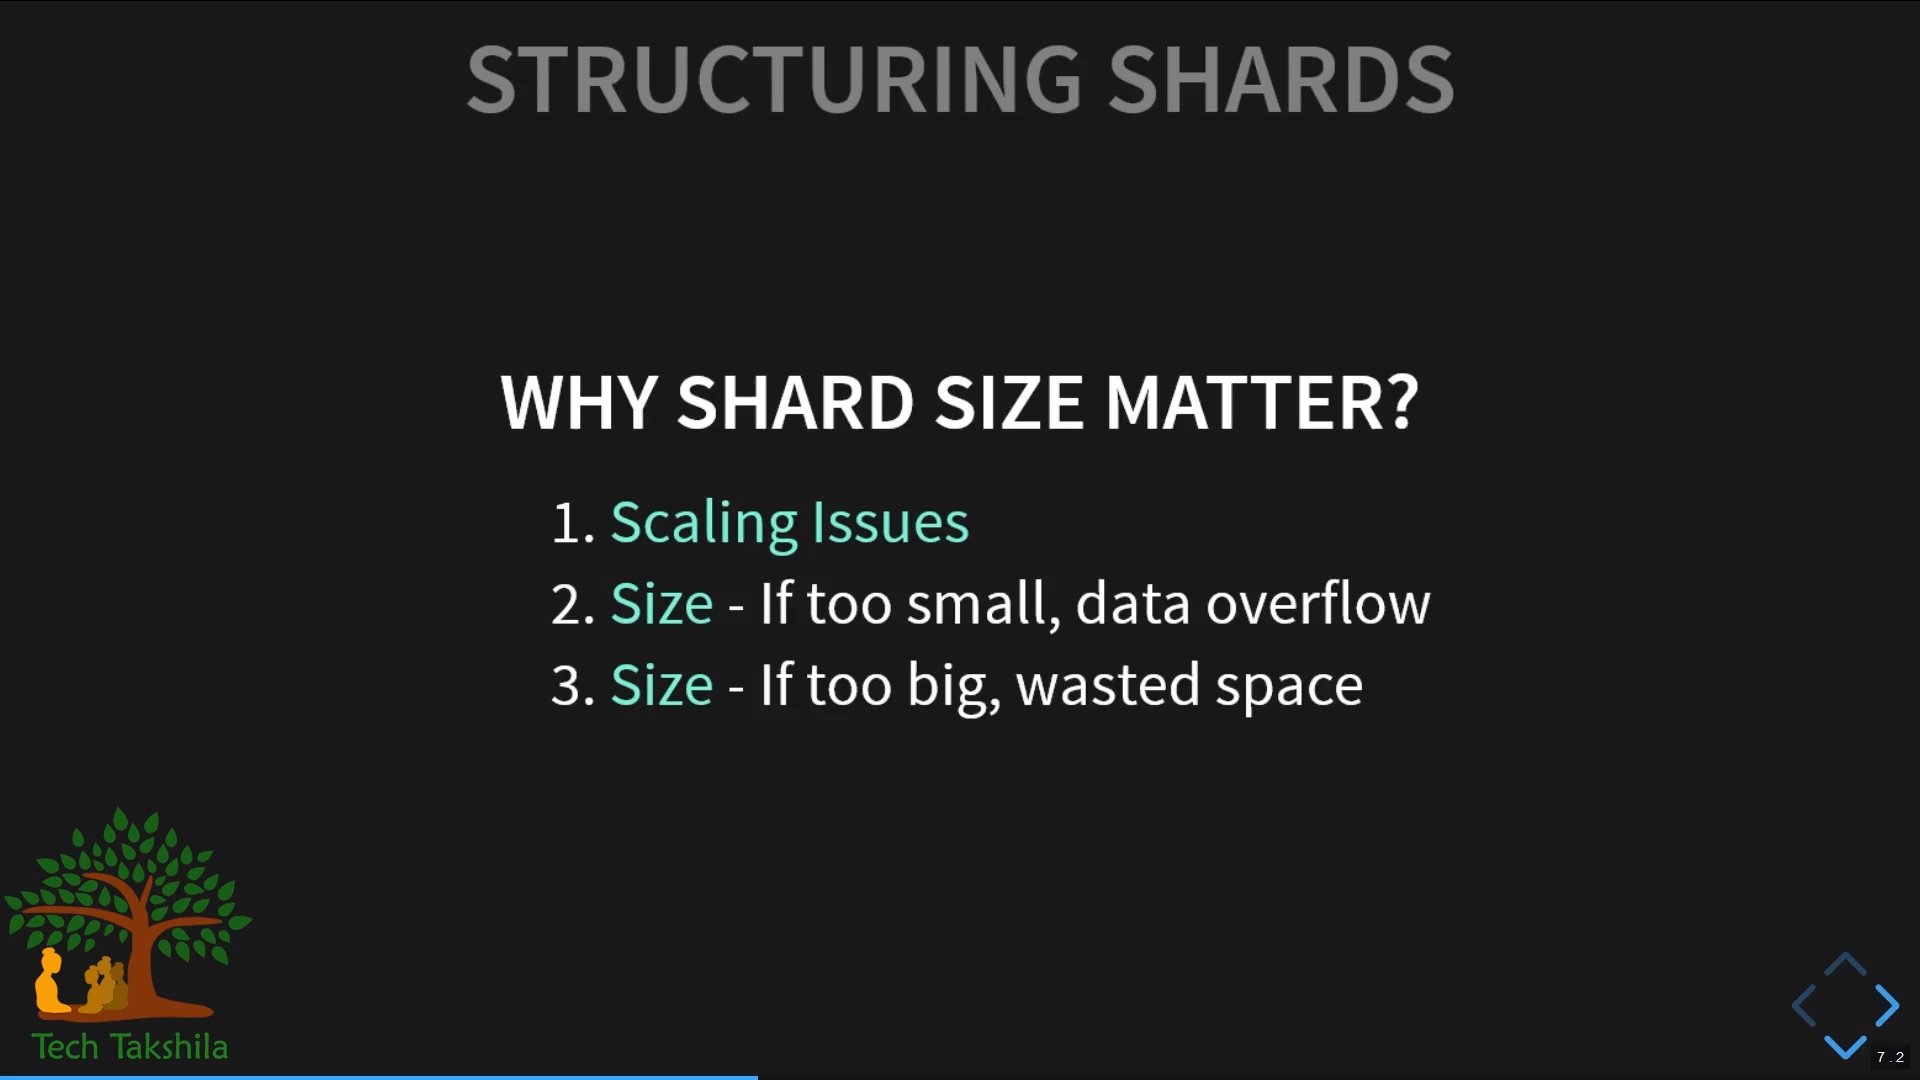 STRUCTURING SHARDS
WHY SHARD SIZE MATTER?
1. Scaling Issues
2. Size - If too small, data overflow
3. Size - If too big, wasted space
Tech Takshila
7.2